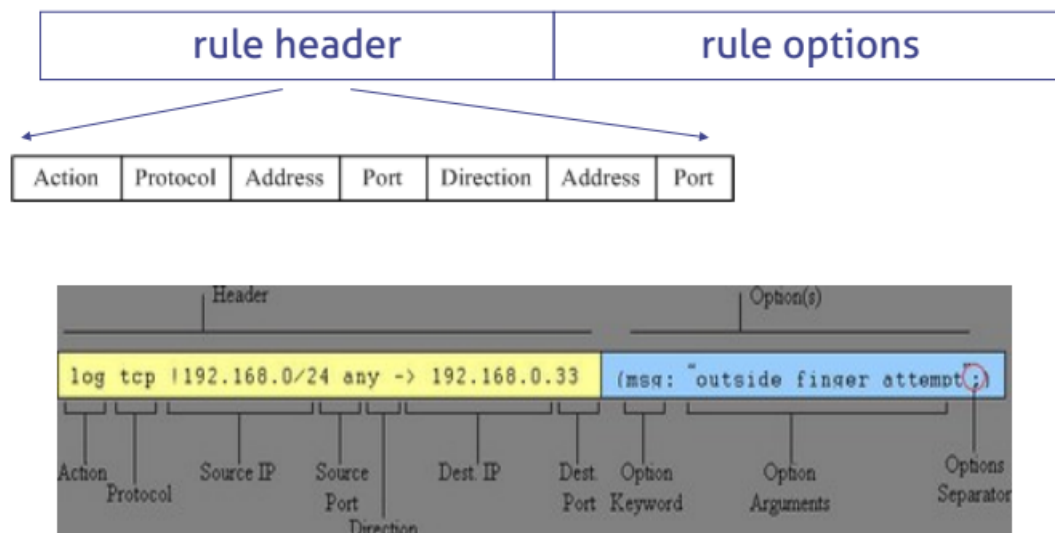 rule header rule options
Action Protocol Address Port Direction Address Port
Header Option(s)
log tcp !192.168.0/24 any -> 192.168.0.33 (msg: "outside finger attempt";)
Action Source IP Source Dest. IP Dest. Option Option Options
Protocol Port Port Keyword Arguments Separator
Direction